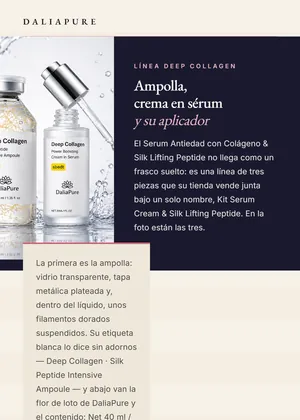 DALIAPURE
LÍNEA DEEP COLLAGEN
Ampolla,
crema en sérum
y su aplicador
El Serum Antiedad con Colágeno &
Silk Lifting Peptide no llega como un
frasco suelto: es una línea de tres
piezas que su tienda vende junta
bajo un solo nombre, Kit Serum
Cream & Silk Lifting Peptide. En la
foto están las tres.
Collagen
Ampoule
DaliaPure
Deep Collagen
Power Boosting
Cream in Serum
DaliaPure
La primera es la ampolla:
vidrio transparente, tapa
metálica plateada y,
dentro del líquido, unos
filamentos dorados
suspendidos. Su etiqueta
blanca lo dice sin adornos
— Deep Collagen · Silk
Peptide Intensive
Ampoule — y abajo van la
flor de loto de DaliaPure y
el contenido: Net 40 ml /